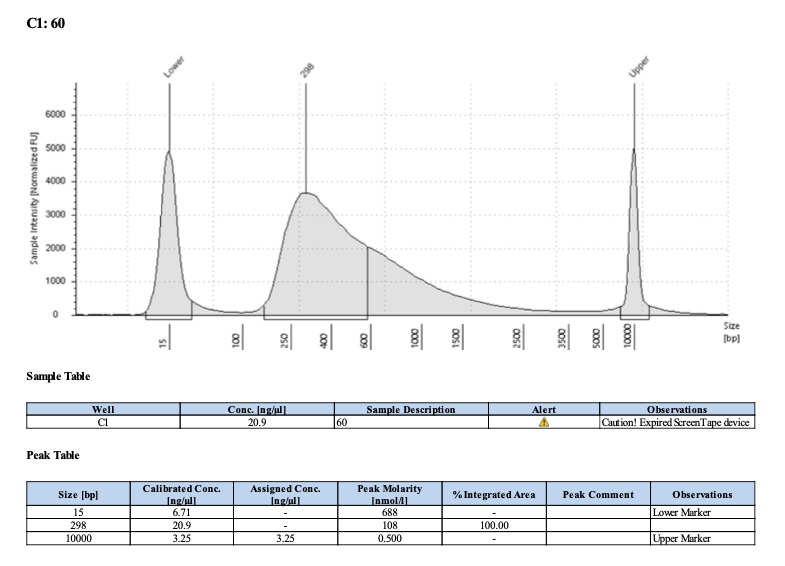 C1: 60
Lower
298
Upper
Sample Intensity [Normalized FU]
6000
5000
4000
3000
2000
1000
0
15
100
250
400
600
1000
1500
2500
3500
5000
10000
Size
[bp]
Sample Table
Well Conc. [ng/µl] Sample Description Alert Observations
C1 20.9 60 Caution! Expired ScreenTape device
Peak Table
Size [bp] Calibrated Conc. [ng/µl] Assigned Conc. [ng/µl] Peak Molarity [nmol/l] % Integrated Area Peak Comment Observations
15 6.71 - 688 - Lower Marker
298 20.9 - 108 100.00
10000 3.25 3.25 0.500 - Upper Marker